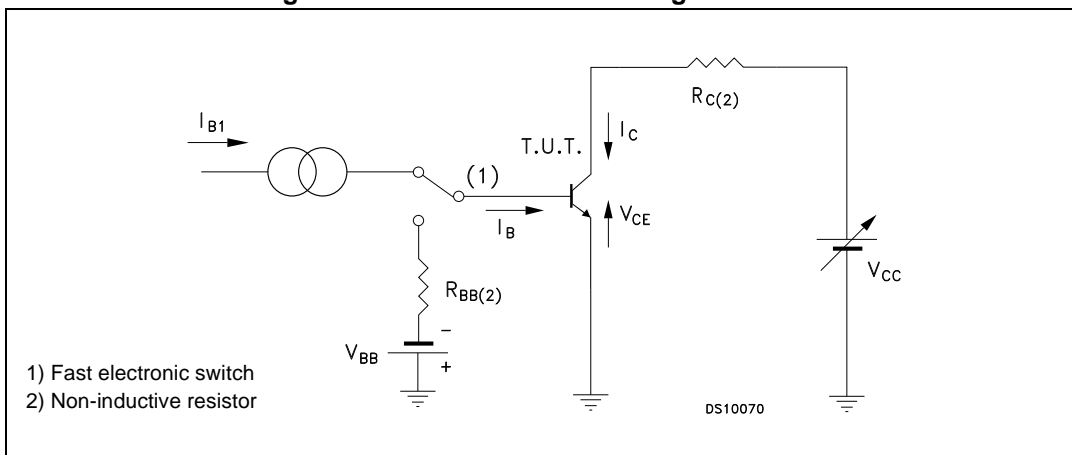 R_C(2)
I_B1
T.U.T.
I_C
(1)
I_B
V_CE
V_CC
R_BB(2)
V_BB
−
+
1) Fast electronic switch
2) Non-inductive resistor
DS10070